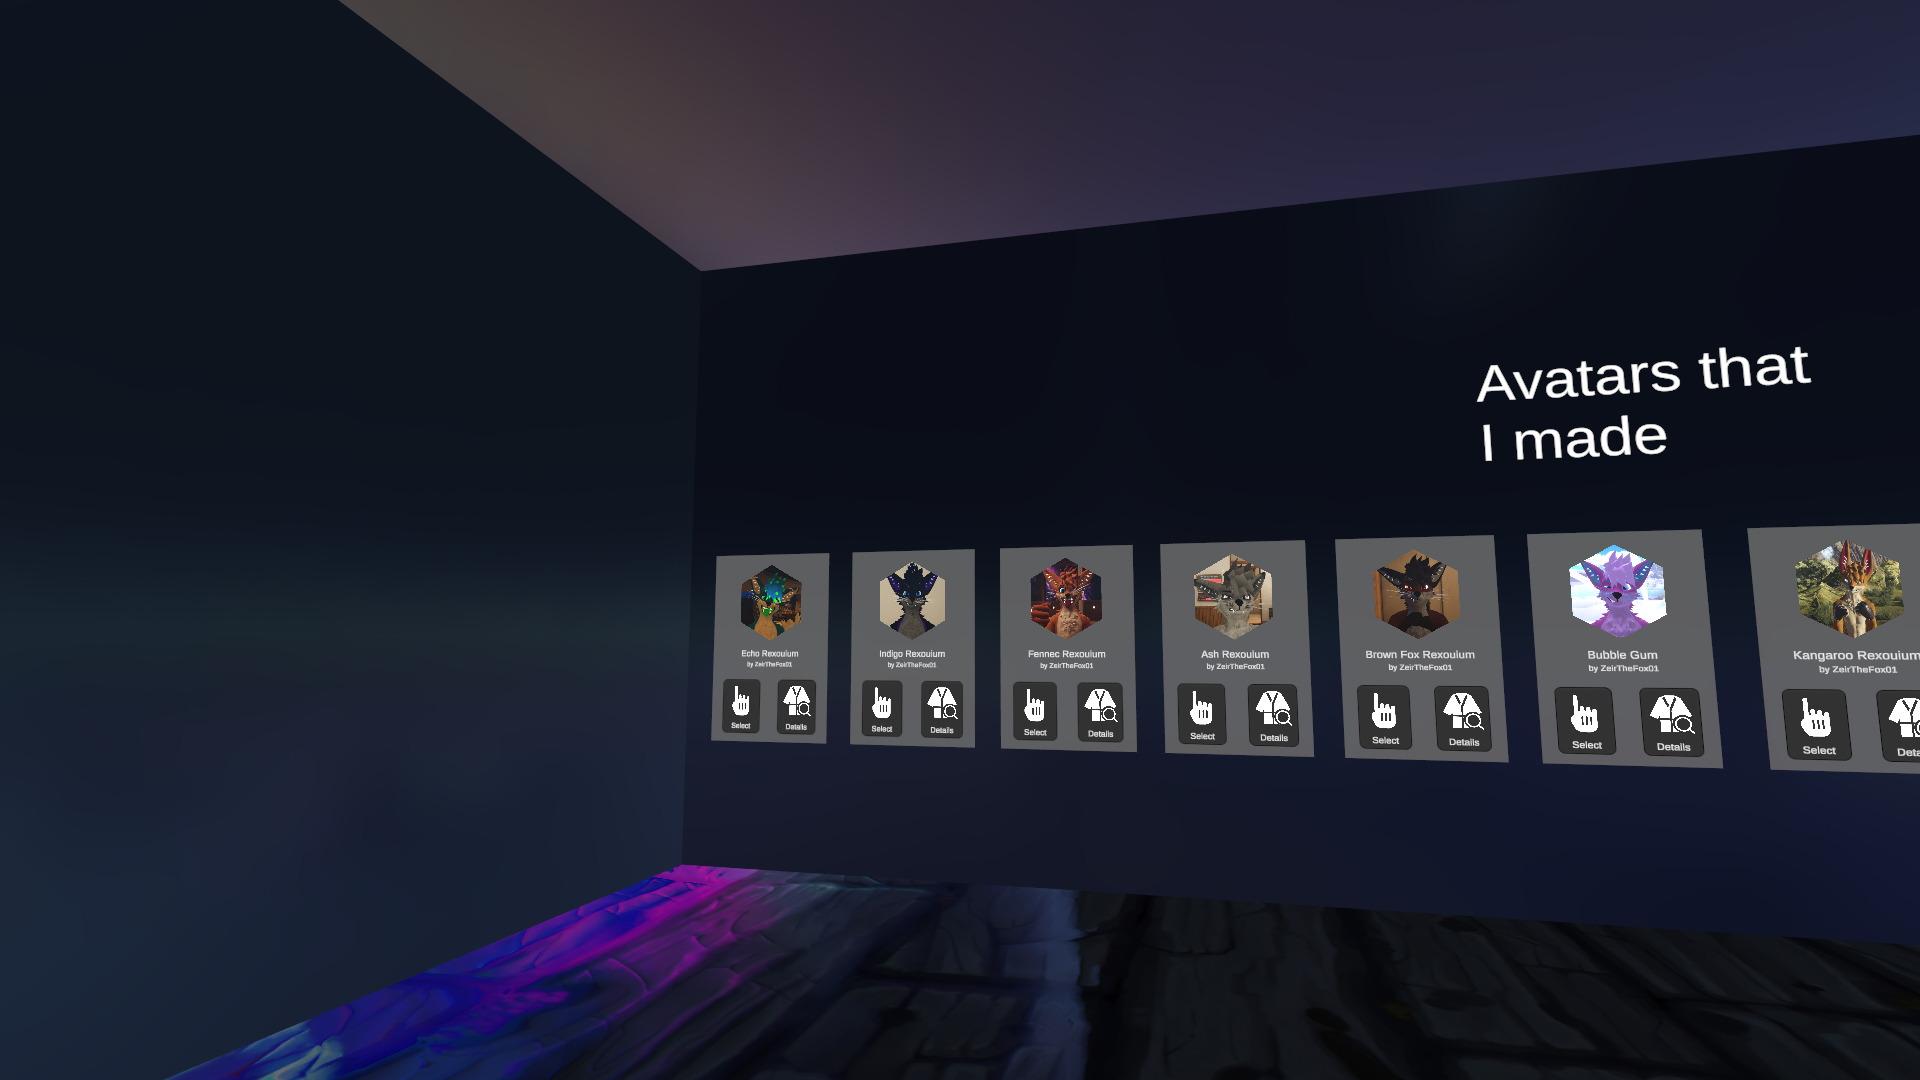 Avatars that
I made
Echo Rexouium
by ZeirTheFox01
Select
Details
Indigo Rexouium
by ZeirTheFox01
Select
Details
Fennec Rexouium
by ZeirTheFox01
Select
Details
Ash Rexouium
by ZeirTheFox01
Select
Details
Brown Fox Rexouium
by ZeirTheFox01
Select
Details
Bubble Gum
by ZeirTheFox01
Select
Details
Kangaroo Rexouium
by ZeirTheFox01
Select
Deta